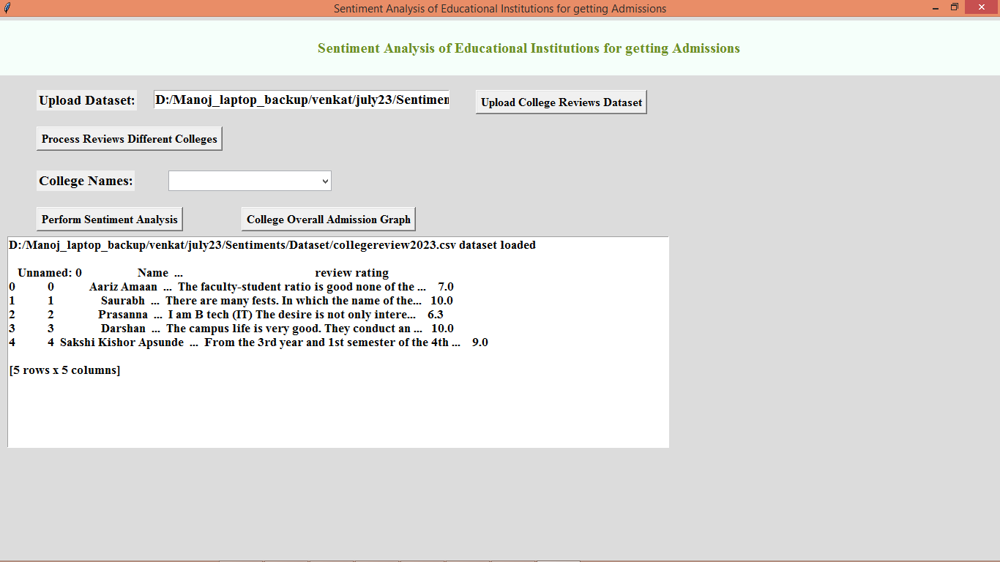 Sentiment Analysis of Educational Institutions for getting Admissions
Sentiment Analysis of Educational Institutions for getting Admissions
Upload Dataset: D:/Manoj_laptop_backup/venkat/july23/Sentimen Upload College Reviews Dataset
Process Reviews Different Colleges
College Names:
Perform Sentiment Analysis College Overall Admission Graph
D:/Manoj_laptop_backup/venkat/july23/Sentiments/Dataset/collegereview2023.csv dataset loaded
Unnamed: 0 Name ... review rating
0 0 Aariz Amaan ... The faculty-student ratio is good none of the ... 7.0
1 1 Saurabh ... There are many fests. In which the name of the... 10.0
2 2 Prasanna ... I am B tech (IT) The desire is not only intere... 6.3
3 3 Darshan ... The campus life is very good. They conduct an ... 10.0
4 4 Sakshi Kishor Apsunde ... From the 3rd year and 1st semester of the 4th ... 9.0
[5 rows x 5 columns]